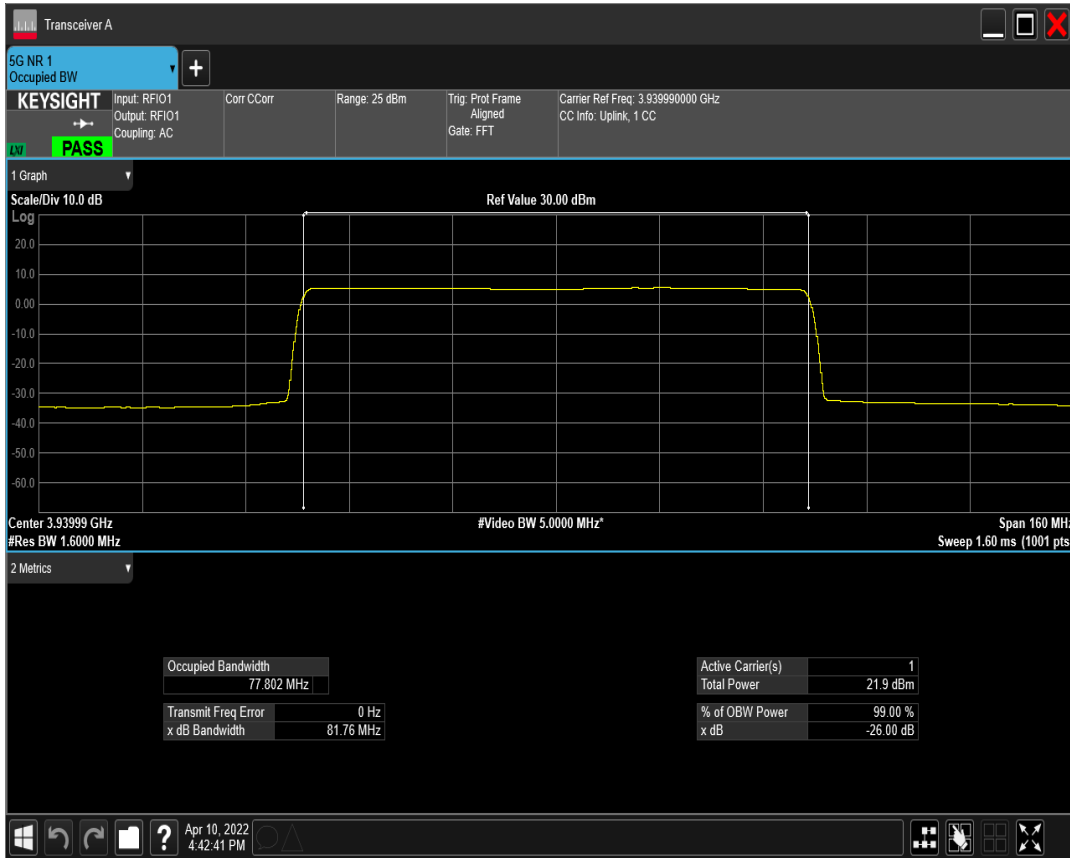 Transceiver A
5G NR 1
Occupied BW
+
KEYSIGHT
LXI
PASS
Input: RFIO1
Output: RFIO1
Coupling: AC
Corr CCorr
Range: 25 dBm
Trig: Prot Frame
Aligned
Gate: FFT
Carrier Ref Freq: 3.939990000 GHz
CC Info: Uplink, 1 CC
1 Graph
Scale/Div 10.0 dB
Ref Value 30.00 dBm
Log
20.0
10.0
0.00
-10.0
-20.0
-30.0
-40.0
-50.0
-60.0
Center 3.93999 GHz
#Video BW 5.0000 MHz*
Span 160 MHz
#Res BW 1.6000 MHz
Sweep 1.60 ms (1001 pts
2 Metrics
Occupied Bandwidth
77.802 MHz
Transmit Freq Error 0 Hz
x dB Bandwidth 81.76 MHz
Active Carrier(s) 1
Total Power 21.9 dBm
% of OBW Power 99.00 %
x dB -26.00 dB
?
Apr 10, 2022
4:42:41 PM